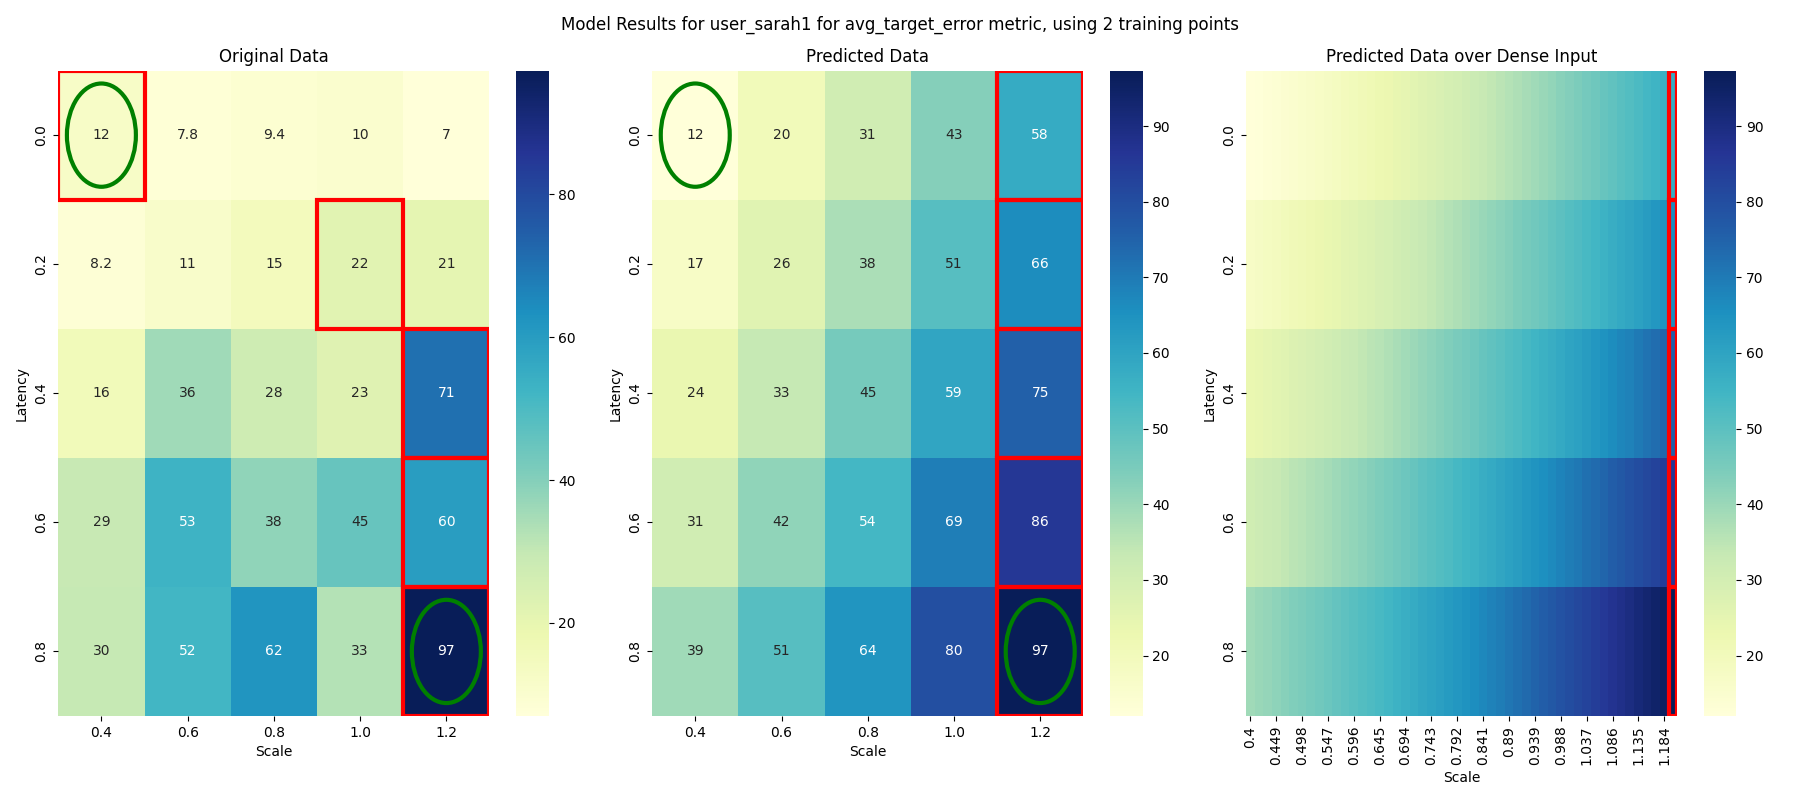 Model Results for user_sarah1 for avg_target_error metric, using 2 training points
Original Data
Latency
0.0 12 7.8 9.4 10 7
0.2 8.2 11 15 22 21
0.4 16 36 28 23 71
0.6 29 53 38 45 60
0.8 30 52 62 33 97
0.4 0.6 0.8 1.0 1.2
Scale
80
60
40
20
Predicted Data
Latency
0.0 12 20 31 43 58
0.2 17 26 38 51 66
0.4 24 33 45 59 75
0.6 31 42 54 69 86
0.8 39 51 64 80 97
0.4 0.6 0.8 1.0 1.2
Scale
90
80
70
60
50
40
30
20
Predicted Data over Dense Input
Latency
0.0
0.2
0.4
0.6
0.8
0.4 0.449 0.498 0.547 0.596 0.645 0.694 0.743 0.792 0.841 0.89 0.939 0.988 1.037 1.086 1.135 1.184
Scale
90
80
70
60
50
40
30
20